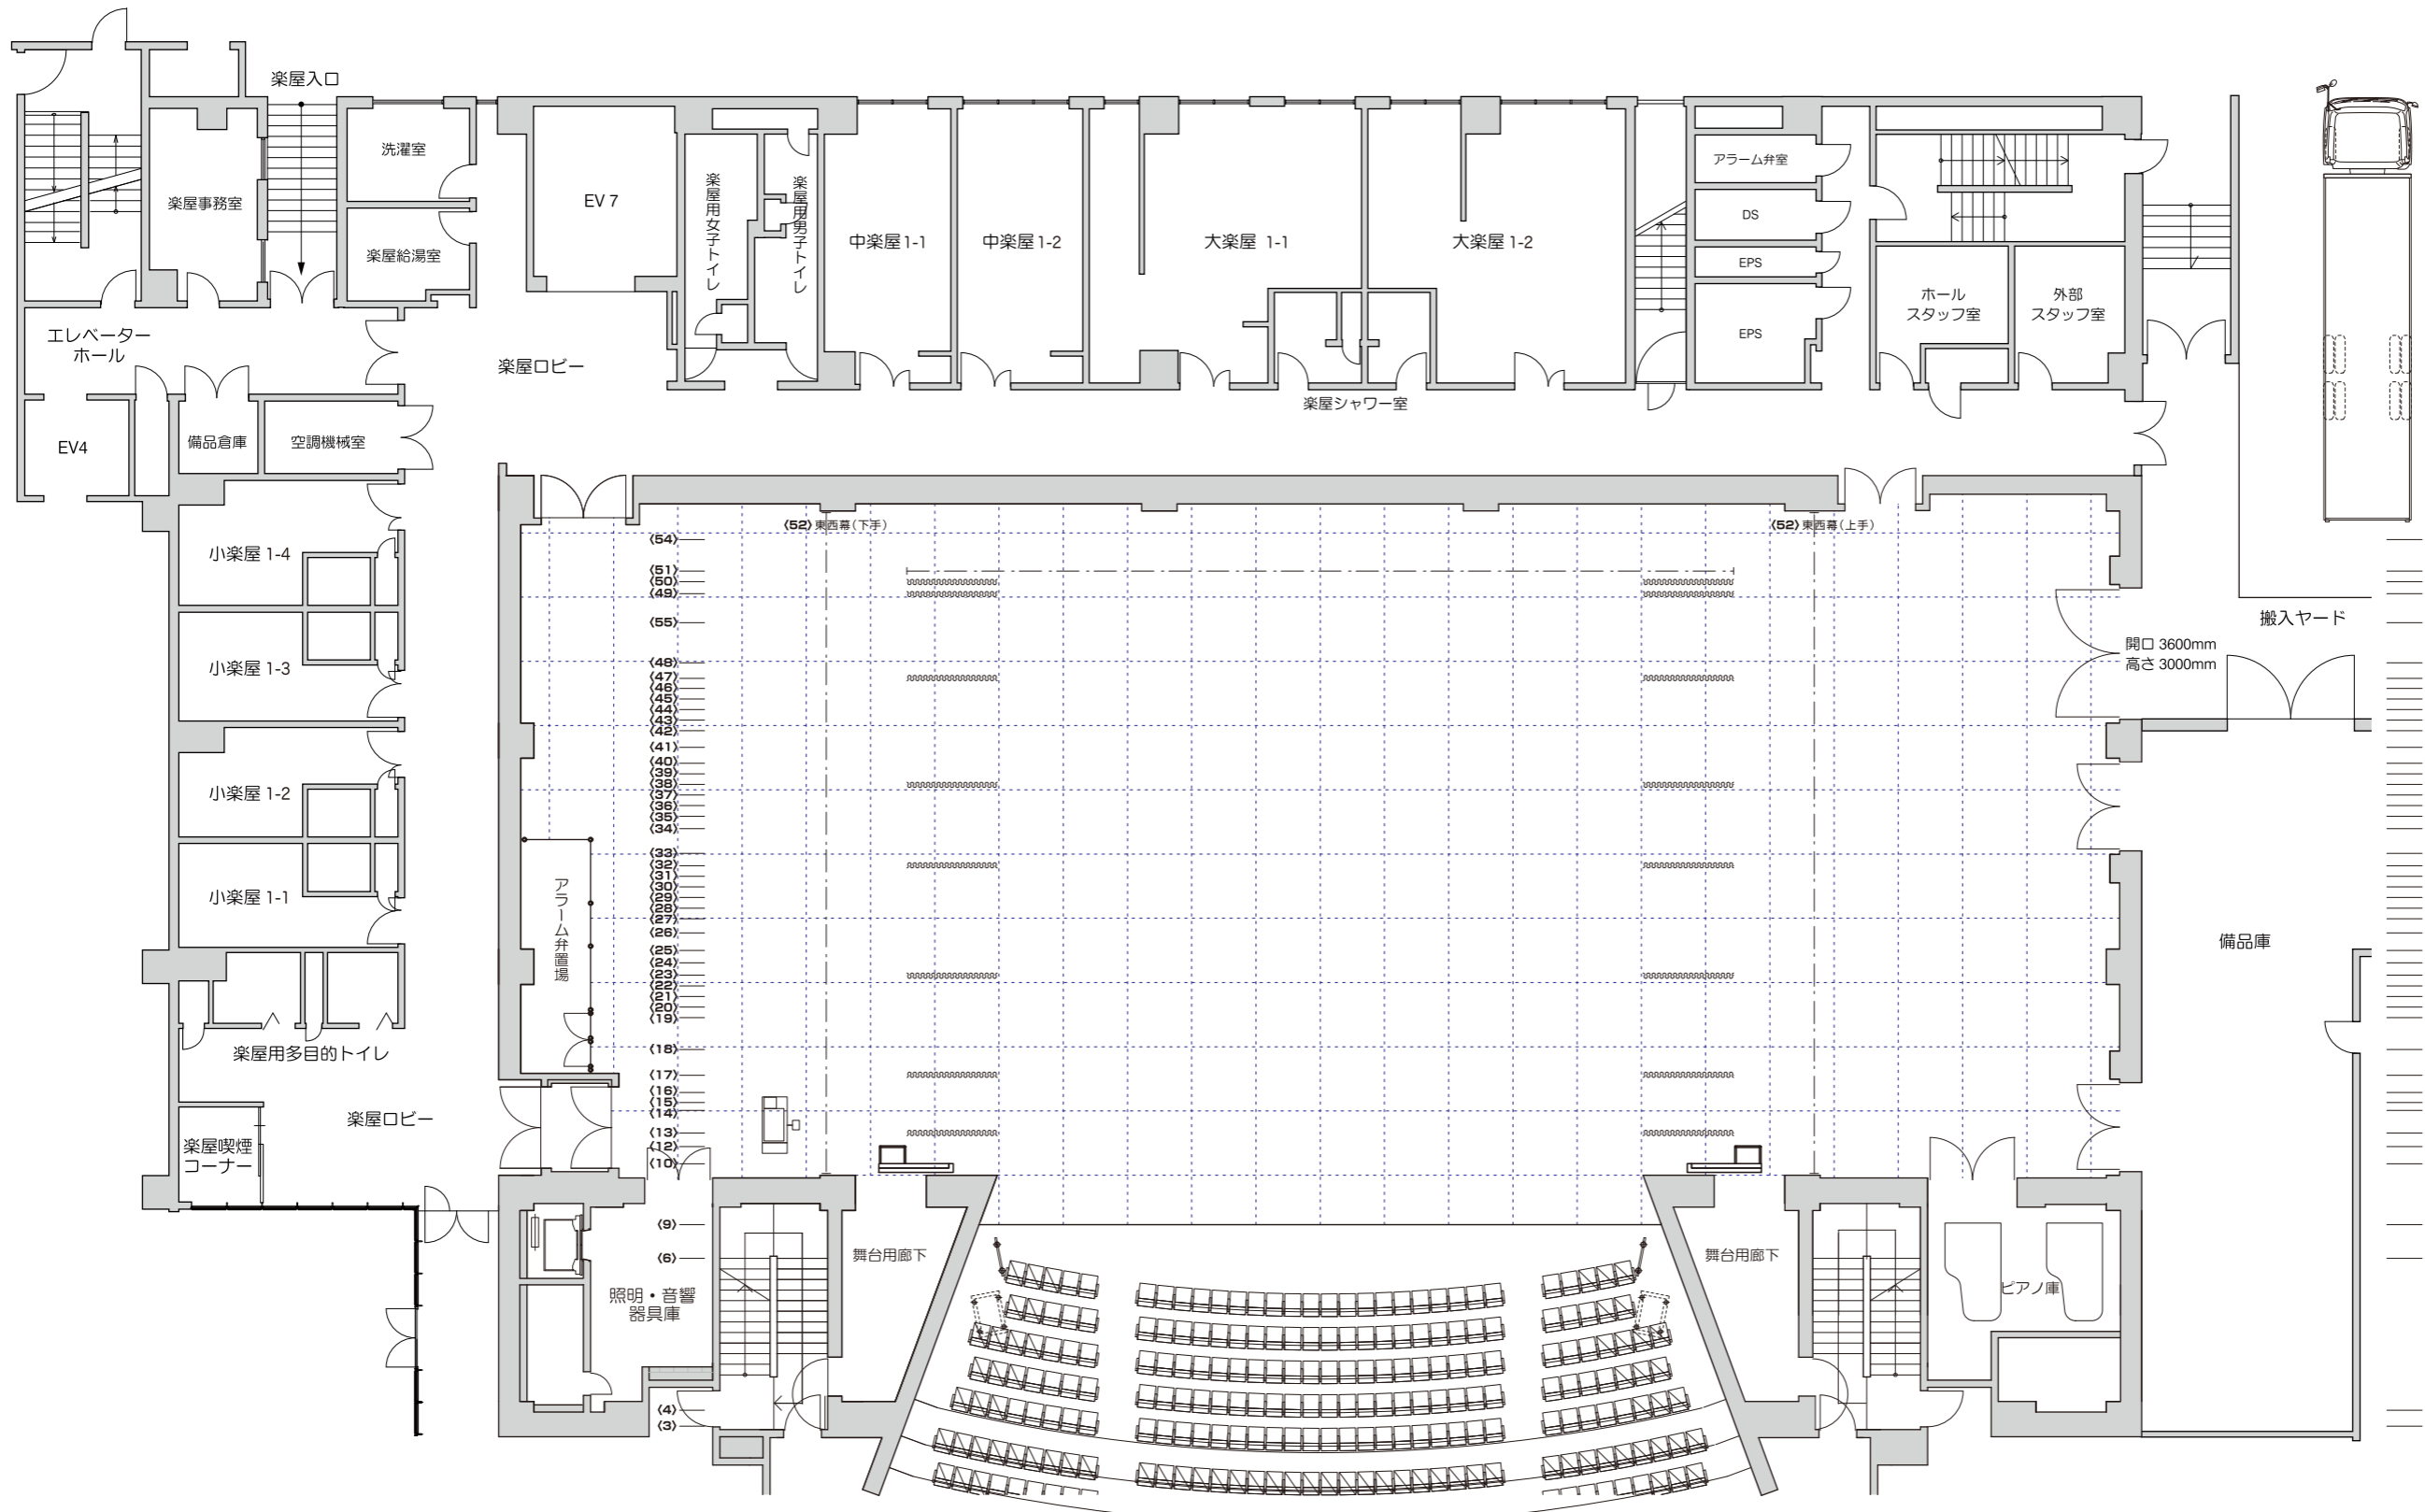 楽屋入口
洗濯室
楽屋事務室
楽屋給湯室
EV 7
楽屋用女子トイレ
楽屋用男子トイレ
中楽屋1-1
中楽屋1-2
大楽屋 1-1
大楽屋1-2
アラーム弁室
DS
EPS
EPS
ホール
スタッフ室
外部
スタッフ室
エレベーター
ホール
楽屋ロビー
楽屋シャワー室
EV4
備品倉庫
空調機械室
小楽屋 1-4
小楽屋 1-3
小楽屋 1-2
小楽屋 1-1
楽屋用多目的トイレ
楽屋ロビー
楽屋喫煙
コーナー
〈52〉東西幕(下手)
〈52〉東西幕(上手)
〈54〉
〈51〉
〈50〉
〈49〉
〈55〉
〈48〉
〈47〉
〈46〉
〈45〉
〈44〉
〈43〉
〈42〉
〈41〉
〈40〉
〈39〉
〈38〉
〈37〉
〈36〉
〈35〉
〈34〉
〈33〉
〈32〉
〈31〉
〈30〉
〈29〉
〈28〉
〈27〉
〈26〉
〈25〉
〈24〉
〈23〉
〈22〉
〈21〉
〈20〉
〈19〉
〈18〉
〈17〉
〈16〉
〈15〉
〈14〉
〈13〉
〈12〉
〈10〉
〈9〉
〈6〉
〈4〉
〈3〉
アラーム弁置場
搬入ヤード
開口 3600mm
高さ 3000mm
備品庫
照明・音響
器具庫
舞台用廊下
舞台用廊下
ピアノ庫